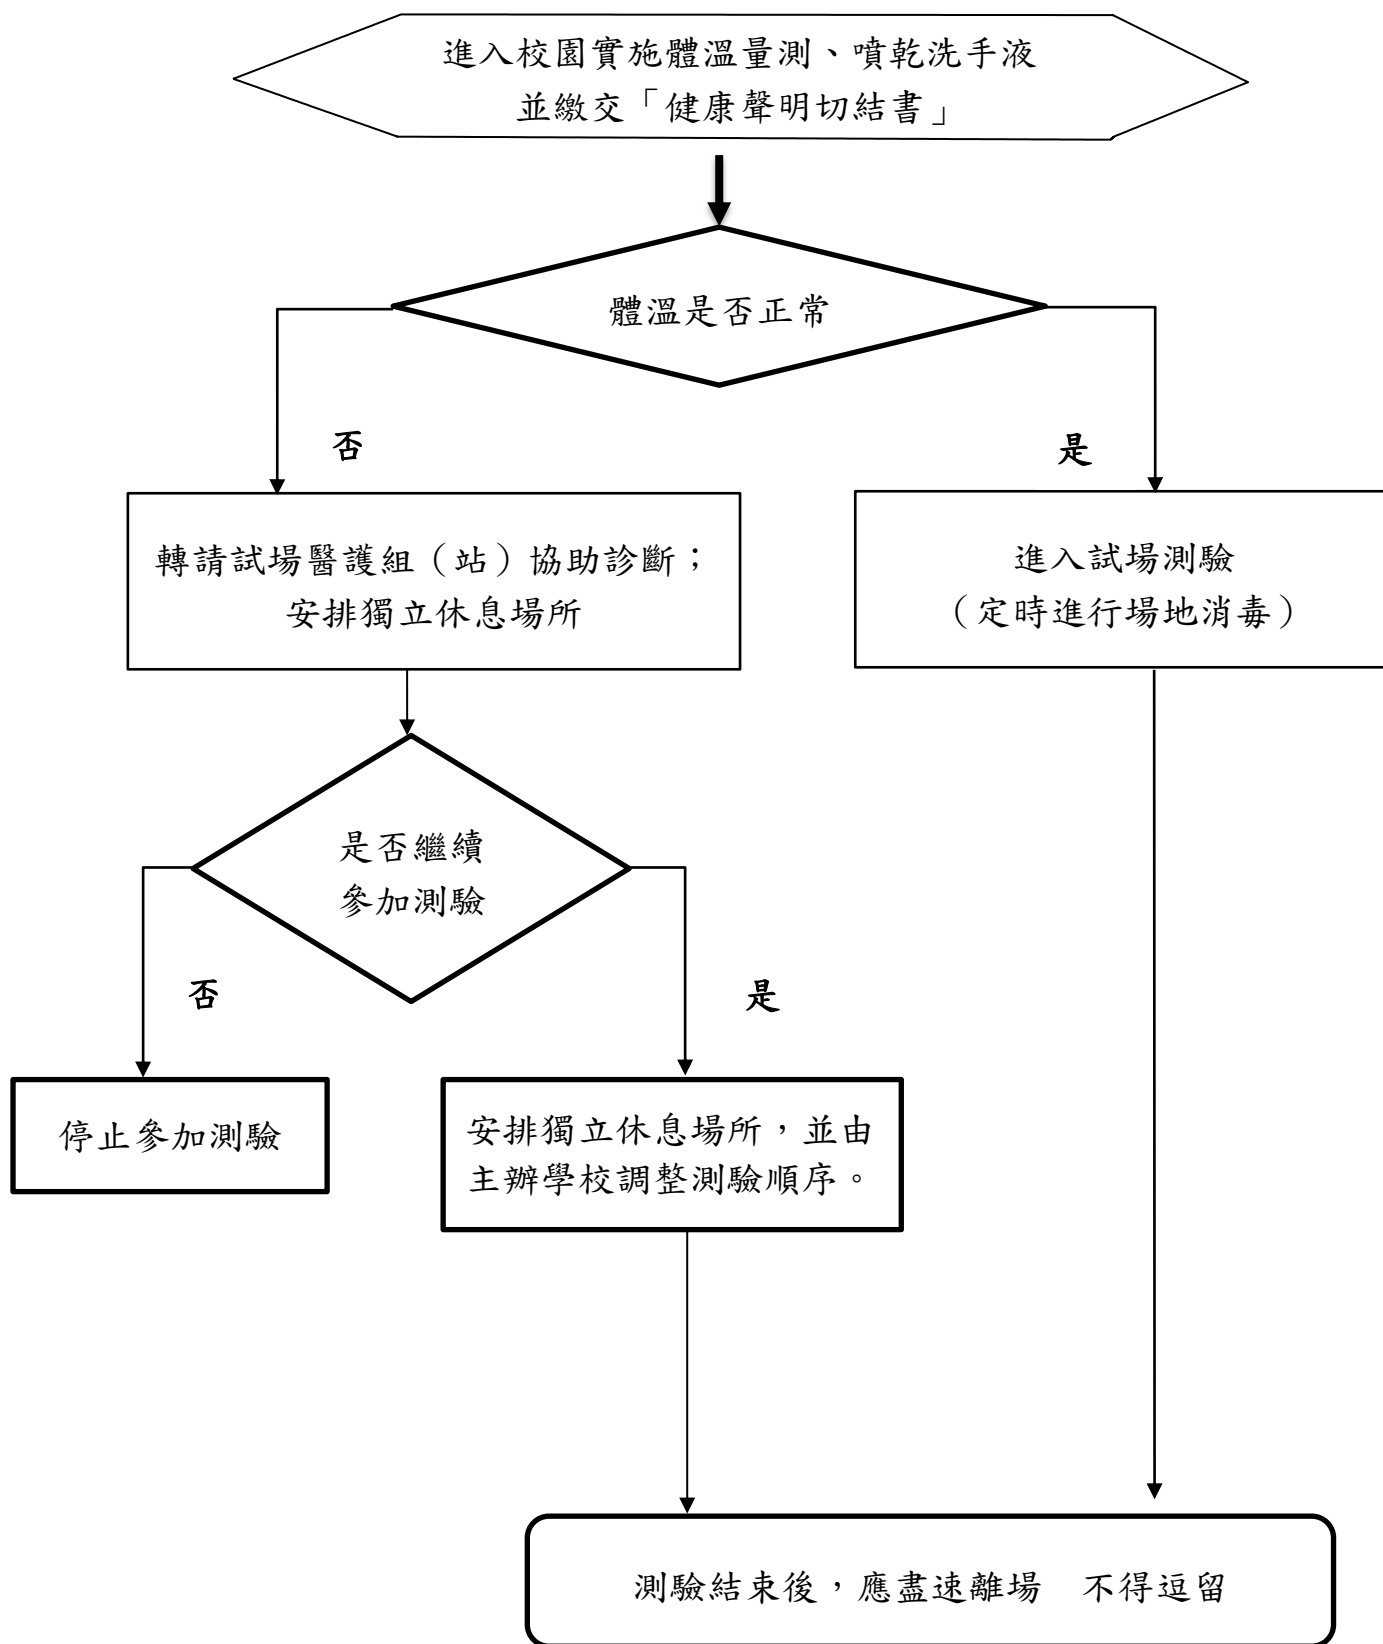 進入校園實施體溫量測、噴乾洗手液
並繳交「健康聲明切結書」
體溫是否正常
否
是
轉請試場醫護組（站）協助診斷；
安排獨立休息場所
進入試場測驗
（定時進行場地消毒）
是否繼續
參加測驗
否
是
停止參加測驗
安排獨立休息場所，並由
主辦學校調整測驗順序。
測驗結束後，應盡速離場　不得逗留